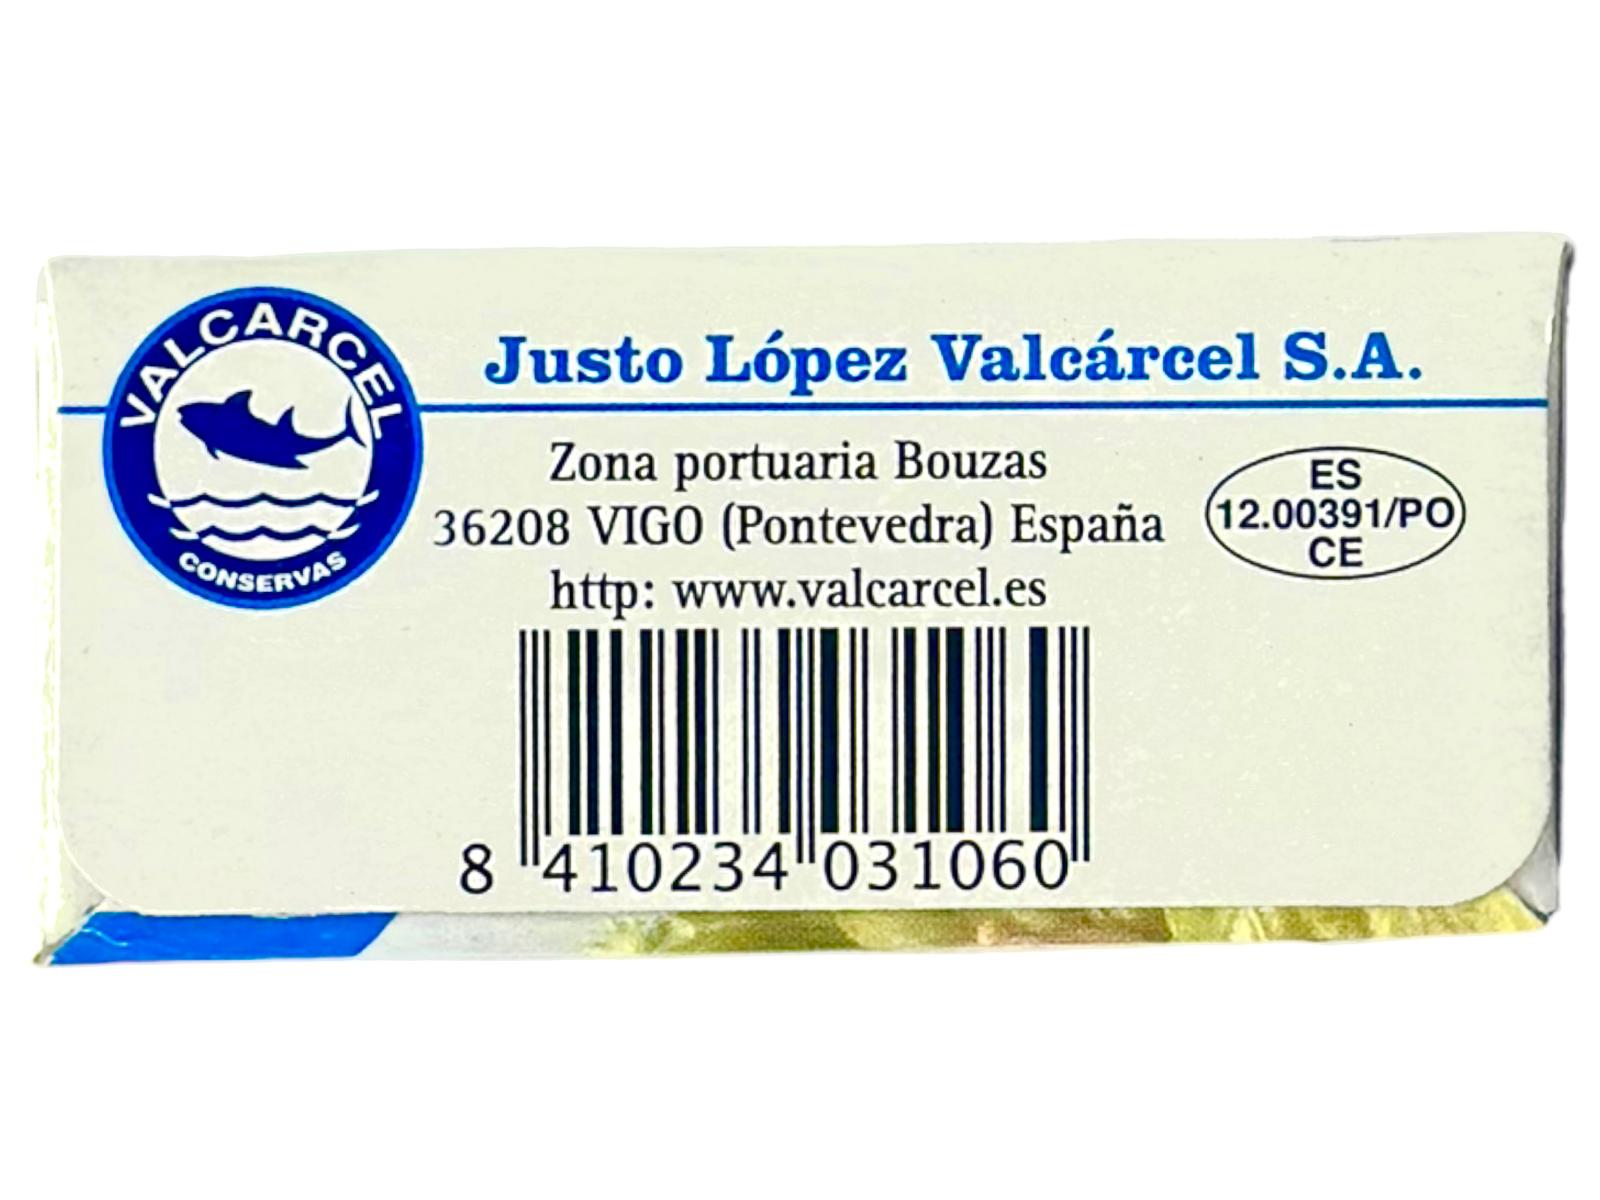 VALCARCEL
CONSERVAS
Justo López Valcárcel S.A.
Zona portuaria Bouzas
36208 VIGO (Pontevedra) España
http: www.valcarcel.es
ES
12.00391/PO
CE
8 410234 031060